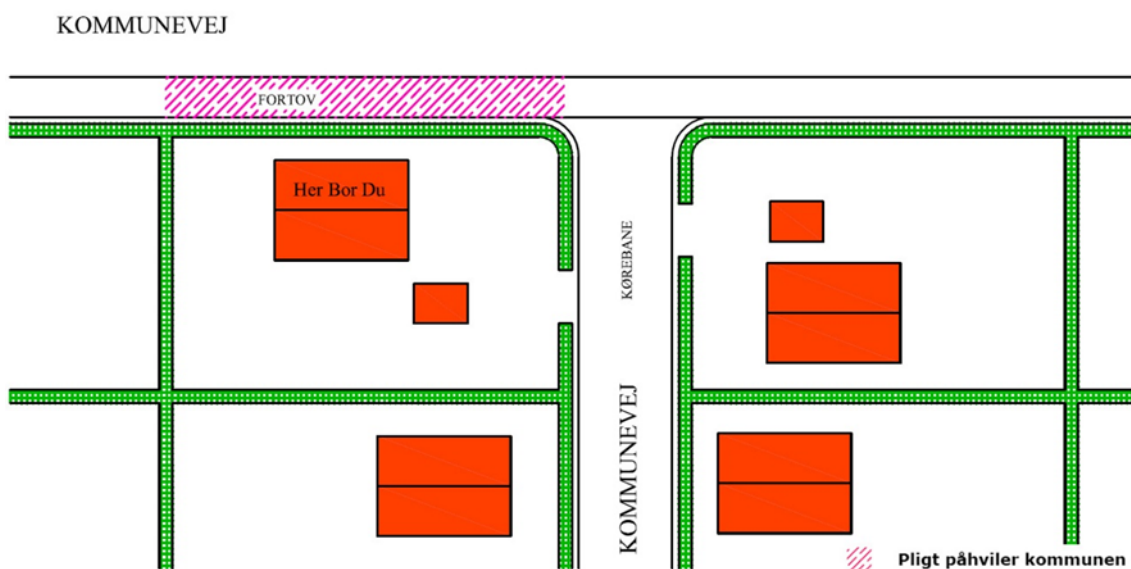 KOMMUNEVEJ
FORTOV
Her Bor Du
KØREBANE
KOMMUNEVEJ
Pligt påhviler kommunen